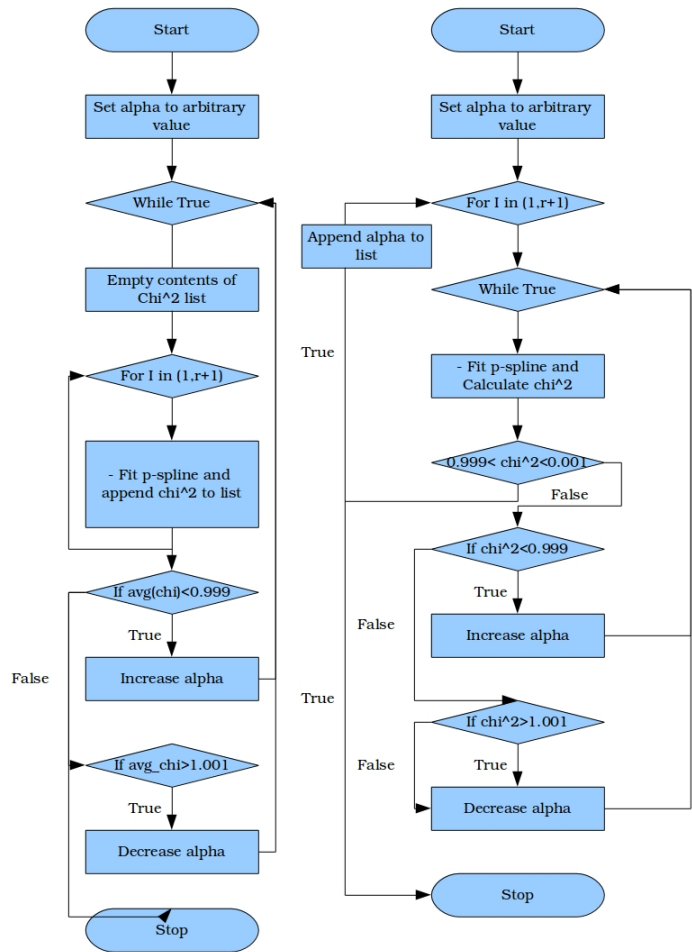 Start
Set alpha to arbitrary
value
While True
Empty contents of
Chi^2 list
For I in (1,r+1)
- Fit p-spline and
append chi^2 to list
If avg(chi)<0.999
True
False
Increase alpha
If avg_chi>1.001
True
Decrease alpha
Stop
Start
Set alpha to arbitrary
value
For I in (1,r+1)
Append alpha to
list
While True
True
- Fit p-spline and
Calculate chi^2
0.999< chi^2<0.001
False
If chi^2<0.999
True
False
Increase alpha
True
If chi^2>1.001
False
True
Decrease alpha
Stop